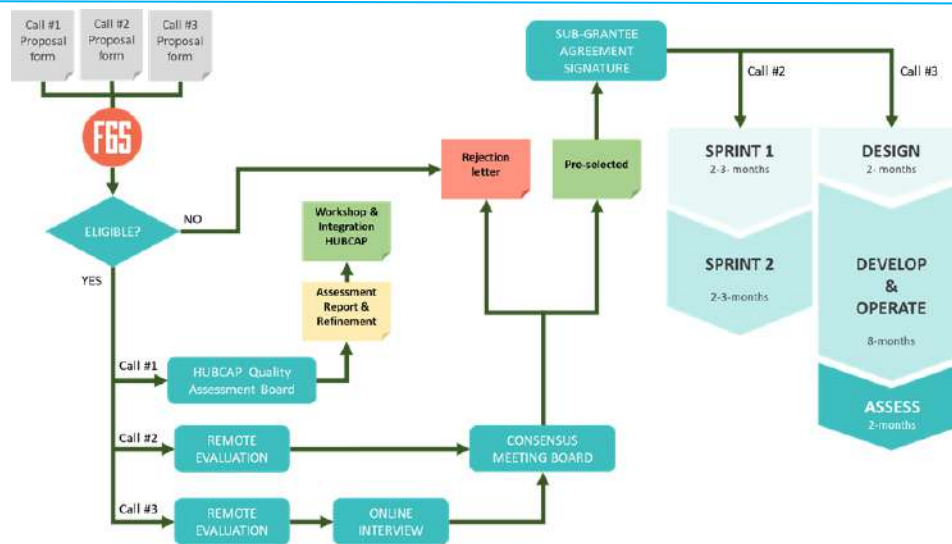 Call #1
Proposal
form
Call #2
Proposal
form
Call #3
Proposal
form
F6S
ELIGIBLE?
NO
YES
Rejection
letter
Pre-selected
SUB-GRANTEE
AGREEMENT
SIGNATURE
Workshop &
Integration
HUBCAP
Assessment
Report &
Refinement
Call #1
HUBCAP Quality
Assessment Board
Call #2
REMOTE
EVALUATION
CONSENSUS
MEETING BOARD
Call #3
REMOTE
EVALUATION
ONLINE
INTERVIEW
Call #2
Call #3
SPRINT 1
2-3- months
SPRINT 2
2-3-months
DESIGN
2- months
DEVELOP
&
OPERATE
8-months
ASSESS
2-months